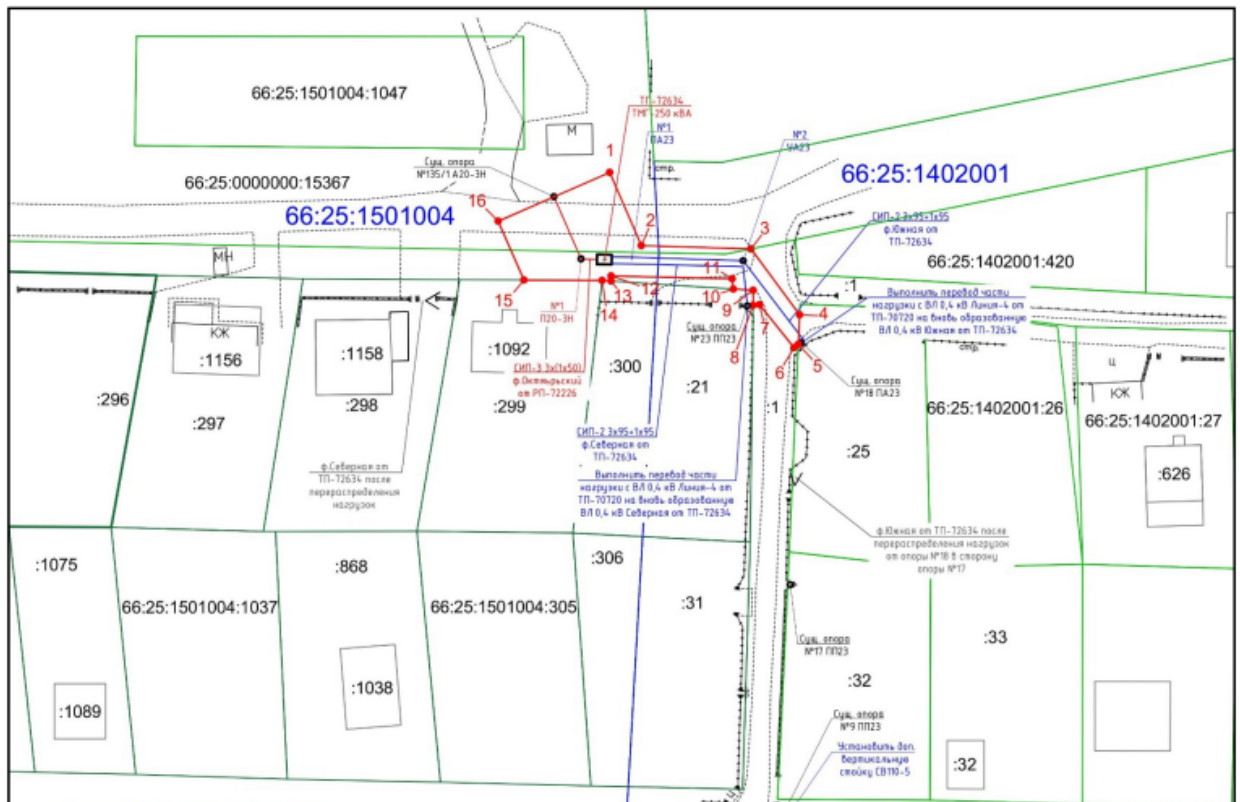 66:25:1501004:1047
М
ТП-72634
ТМГ-250 кВА
№1
ПА23
№2
УА23
стр.
1
Сущ. опора
№135/1 А20-3Н
66:25:0000000:15367
66:25:1402001
16
66:25:1501004
2
3
СИП-2 3х95+1х95
ф.Южная от
ТП-72634
МН
66:25:1402001:420
11
:1
15
12
10
13
14
9
7
8
4
Выполнить перевод части
нагрузки с ВЛ 0,4 кВ Линия-4 от
ТП-70720 на вновь образованную
ВЛ 0,4 кВ Южная от ТП-72634
№1
П20-3Н
Сущ. опора
№23 ПП23
6
5
КЖ
:1156
:1158
:1092
:300
:21
стр.
ц
КЖ
СИП-3 3х(1х50)
ф.Октябрьский
от РП-72226
Сущ. опора
№18 ПА23
:296
:297
:298
:299
:1
66:25:1402001:26
66:25:1402001:27
СИП-2 3х95+1х95
ф.Северная от
ТП-72634
:25
ф.Северная от
ТП-72634 после
перераспределения
нагрузок
Выполнить перевод части
нагрузки с ВЛ 0,4 кВ Линия-4 от
ТП-70720 на вновь образованную
ВЛ 0,4 кВ Северная от ТП-72634
:626
ф.Южная от ТП-72634 после
перераспределения нагрузок
от опоры №18 в сторону
опоры №17
:1075
:868
:306
66:25:1501004:1037
66:25:1501004:305
:31
Сущ. опора
№17 ПП23
:33
:1038
:32
:1089
Сущ. опора
№9 ПП23
Установить доп.
вертикальную
стойку СВ110-5
:32